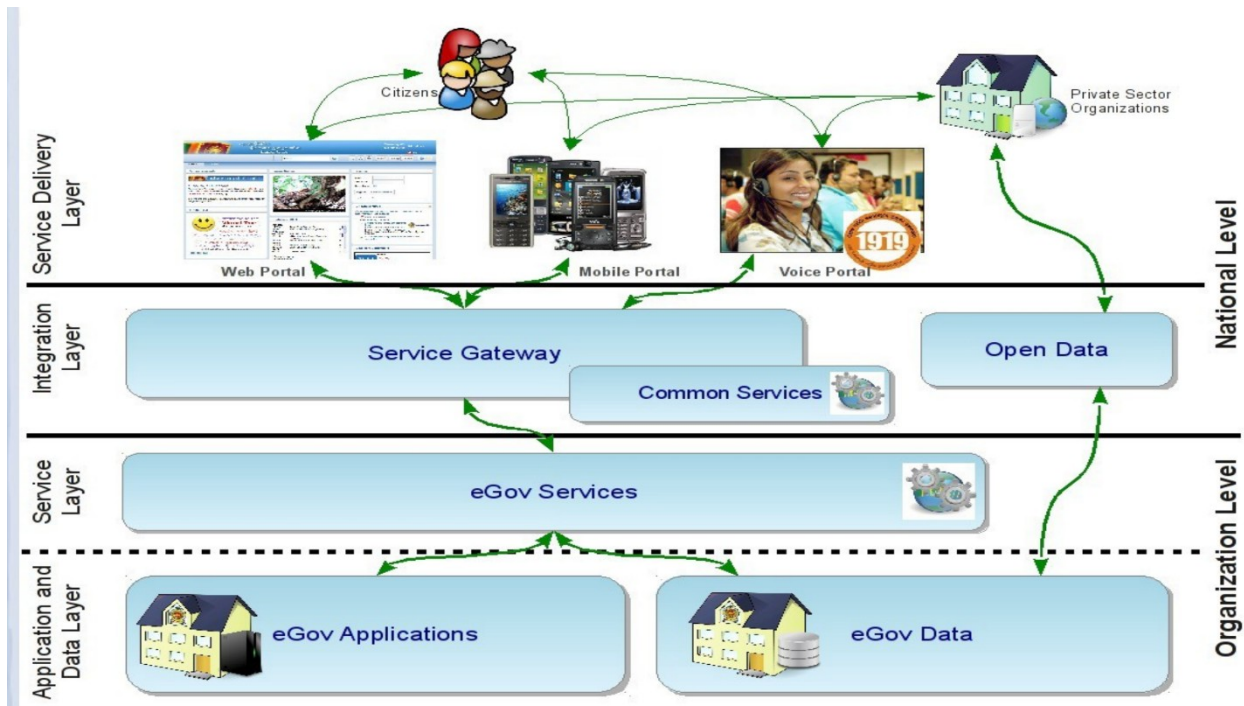 Citizens
Private Sector
Organizations
Service Delivery
Layer
Web Portal
Mobile Portal
Voice Portal
1919
National Level
Integration
Layer
Service Gateway
Common Services
Open Data
Service
Layer
eGov Services
Organization Level
Application and
Data Layer
eGov Applications
eGov Data